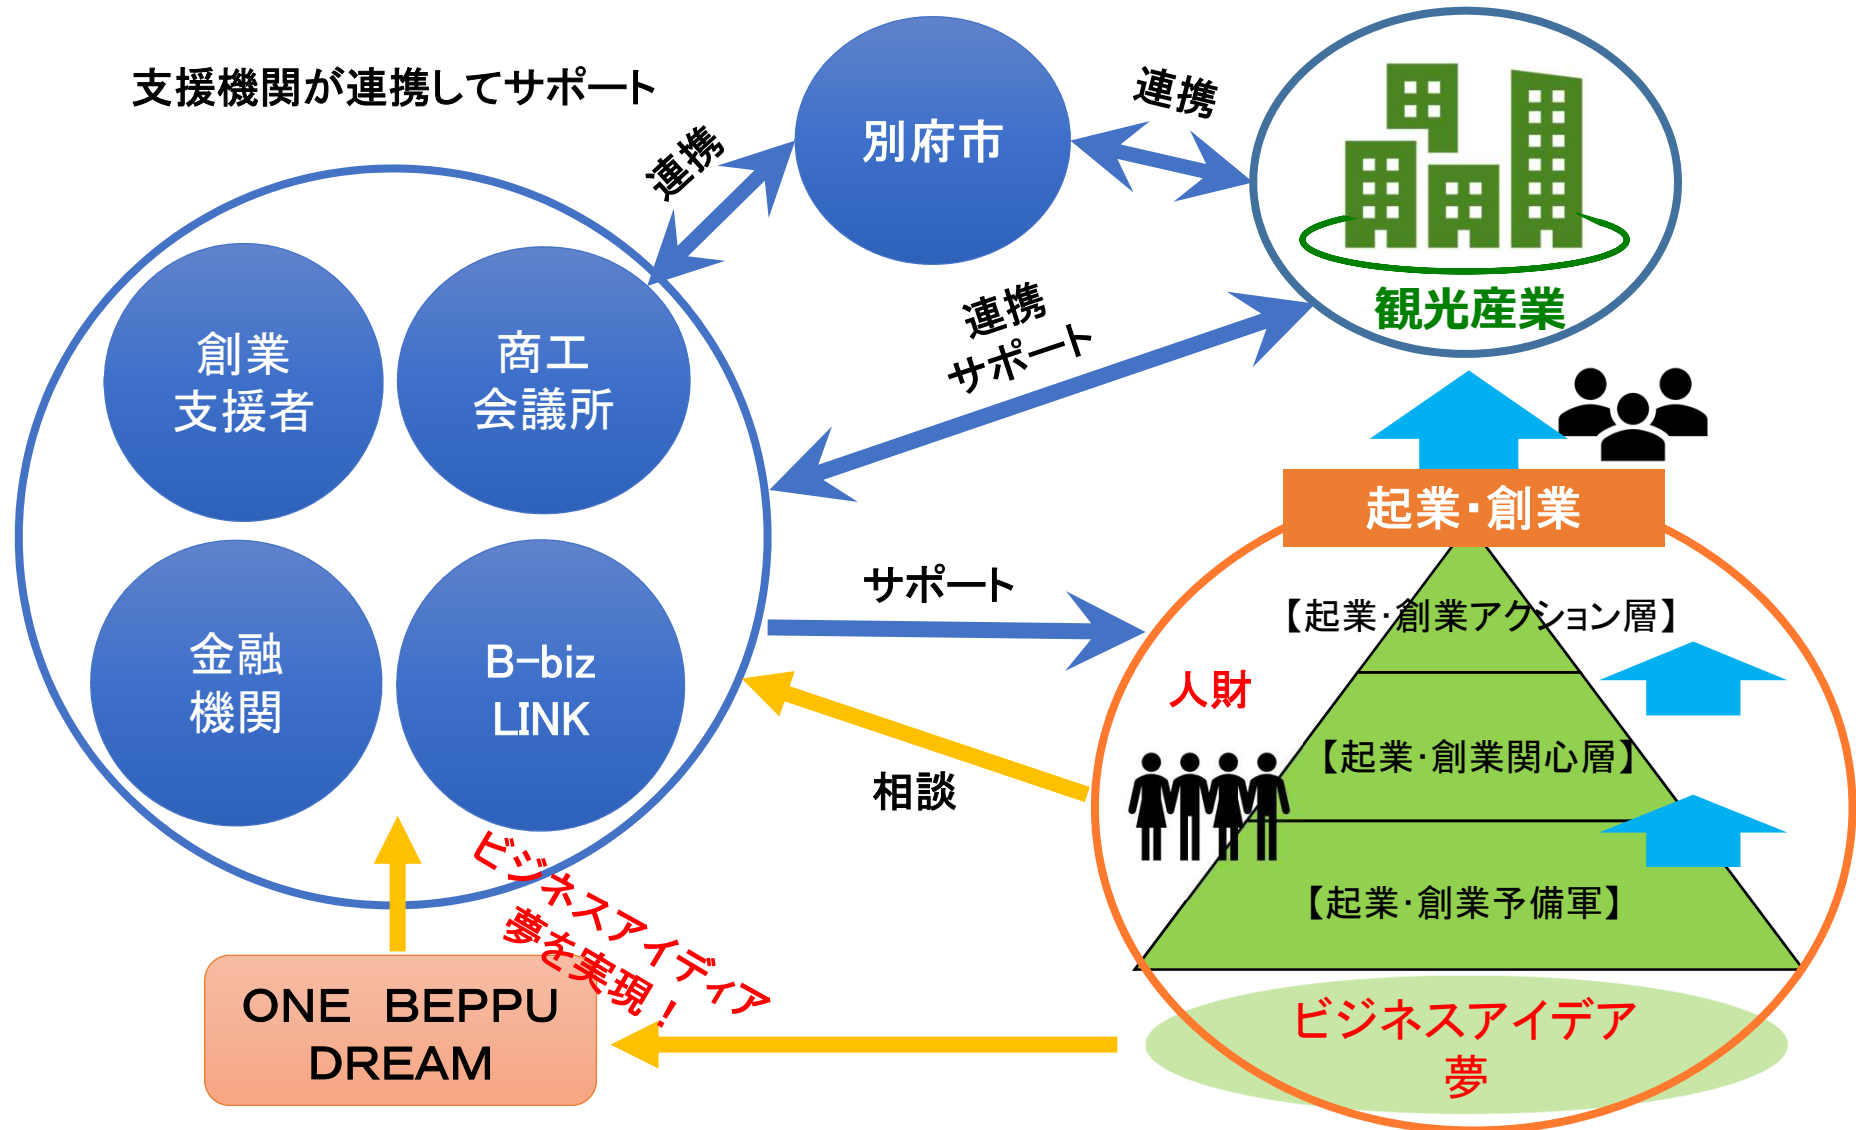 支援機関が連携してサポート
別府市
連携
連携
観光産業
連携
サポート
創業
支援者
商工
会議所
金融
機関
B-biz
LINK
起業・創業
サポート
【起業・創業アクション層】
人財
【起業・創業関心層】
相談
【起業・創業予備軍】
ビジネスアイディア
夢を実現！
ONE BEPPU
DREAM
ビジネスアイデア
夢